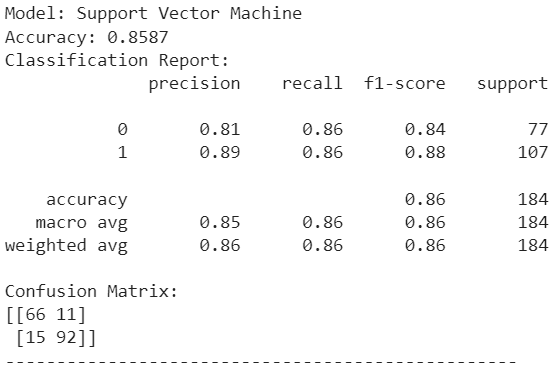 Model: Support Vector Machine
Accuracy: 0.8587
Classification Report:
precision recall f1-score support
0 0.81 0.86 0.84 77
1 0.89 0.86 0.88 107
accuracy 0.86 184
macro avg 0.85 0.86 0.86 184
weighted avg 0.86 0.86 0.86 184
Confusion Matrix:
[[66 11]
[15 92]]
--------------------------------------------------